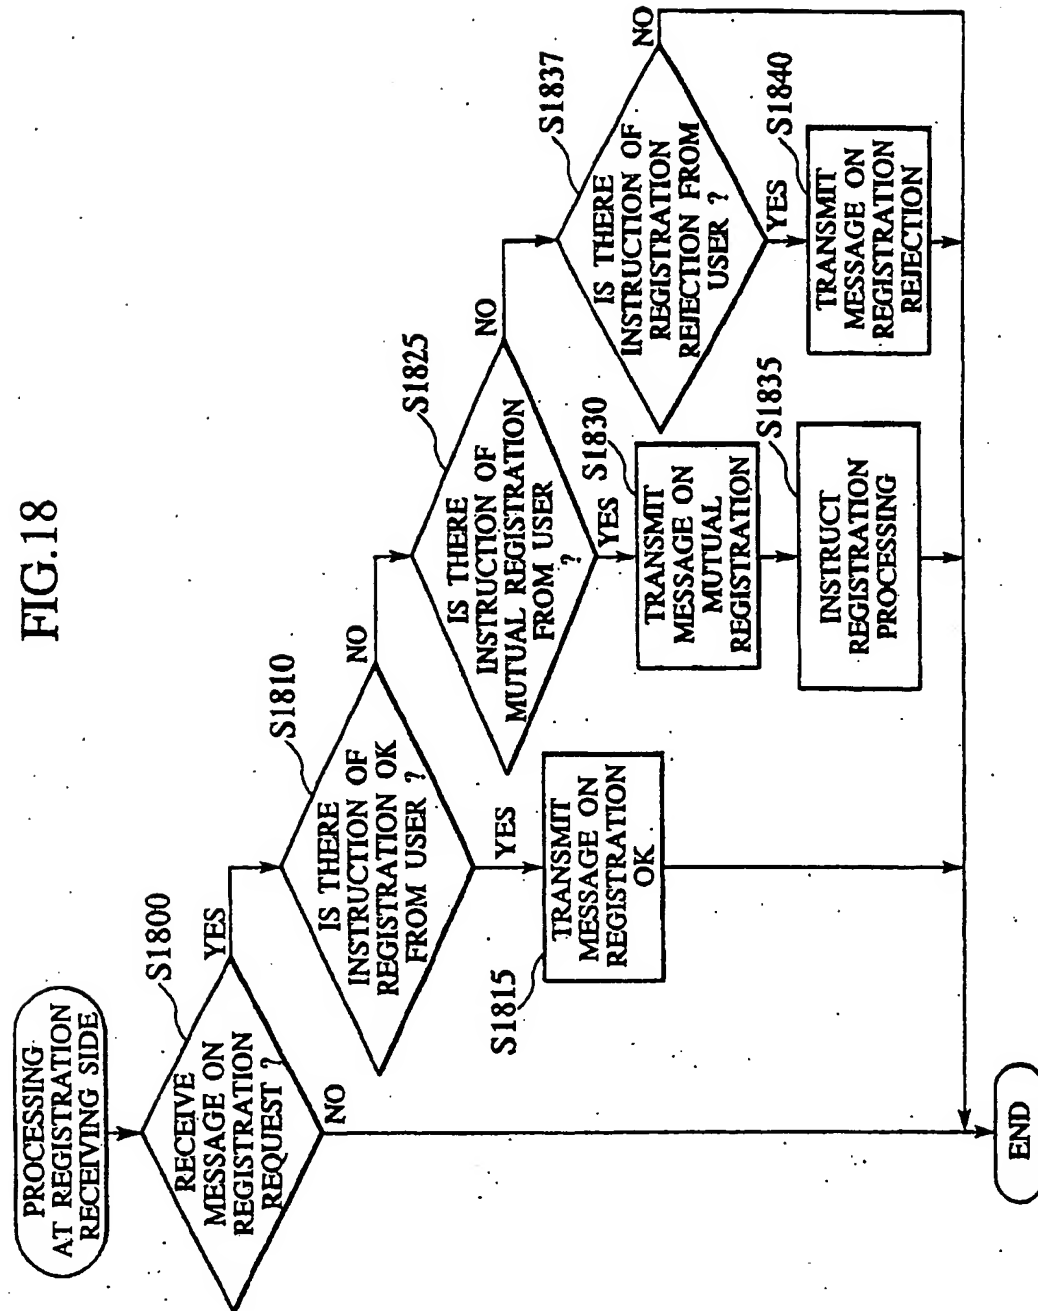 FIG.18
PROCESSING
AT REGISTRATION
RECEIVING SIDE
S1800
RECEIVE
MESSAGE ON
REGISTRATION
REQUEST ?
YES
NO
S1810
IS THERE
INSTRUCTION OF
REGISTRATION OK
FROM USER ?
NO
YES
S1815
TRANSMIT
MESSAGE ON
REGISTRATION
OK
S1825
IS THERE
INSTRUCTION OF
MUTUAL REGISTRATION
FROM USER
?
NO
YES
S1830
TRANSMIT
MESSAGE ON
MUTUAL
REGISTRATION
S1835
INSTRUCT
REGISTRATION
PROCESSING
S1837
IS THERE
INSTRUCTION OF
REGISTRATION
REJECTION FROM
USER ?
NO
YES
S1840
TRANSMIT
MESSAGE ON
REGISTRATION
REJECTION
END